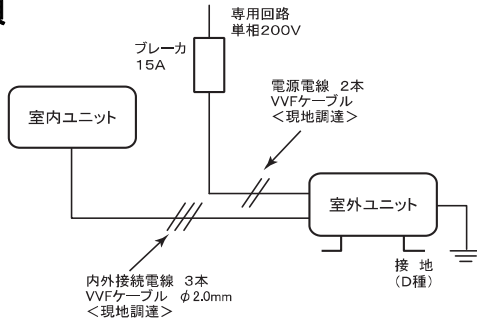 専用回路
単相200V
ブレーカ
15A
電源電線 2本
VVFケーブル
＜現地調達＞
室内ユニット
室外ユニット
接 地
（D種）
内外接続電線 3本
VVFケーブル φ2.0mm
＜現地調達＞